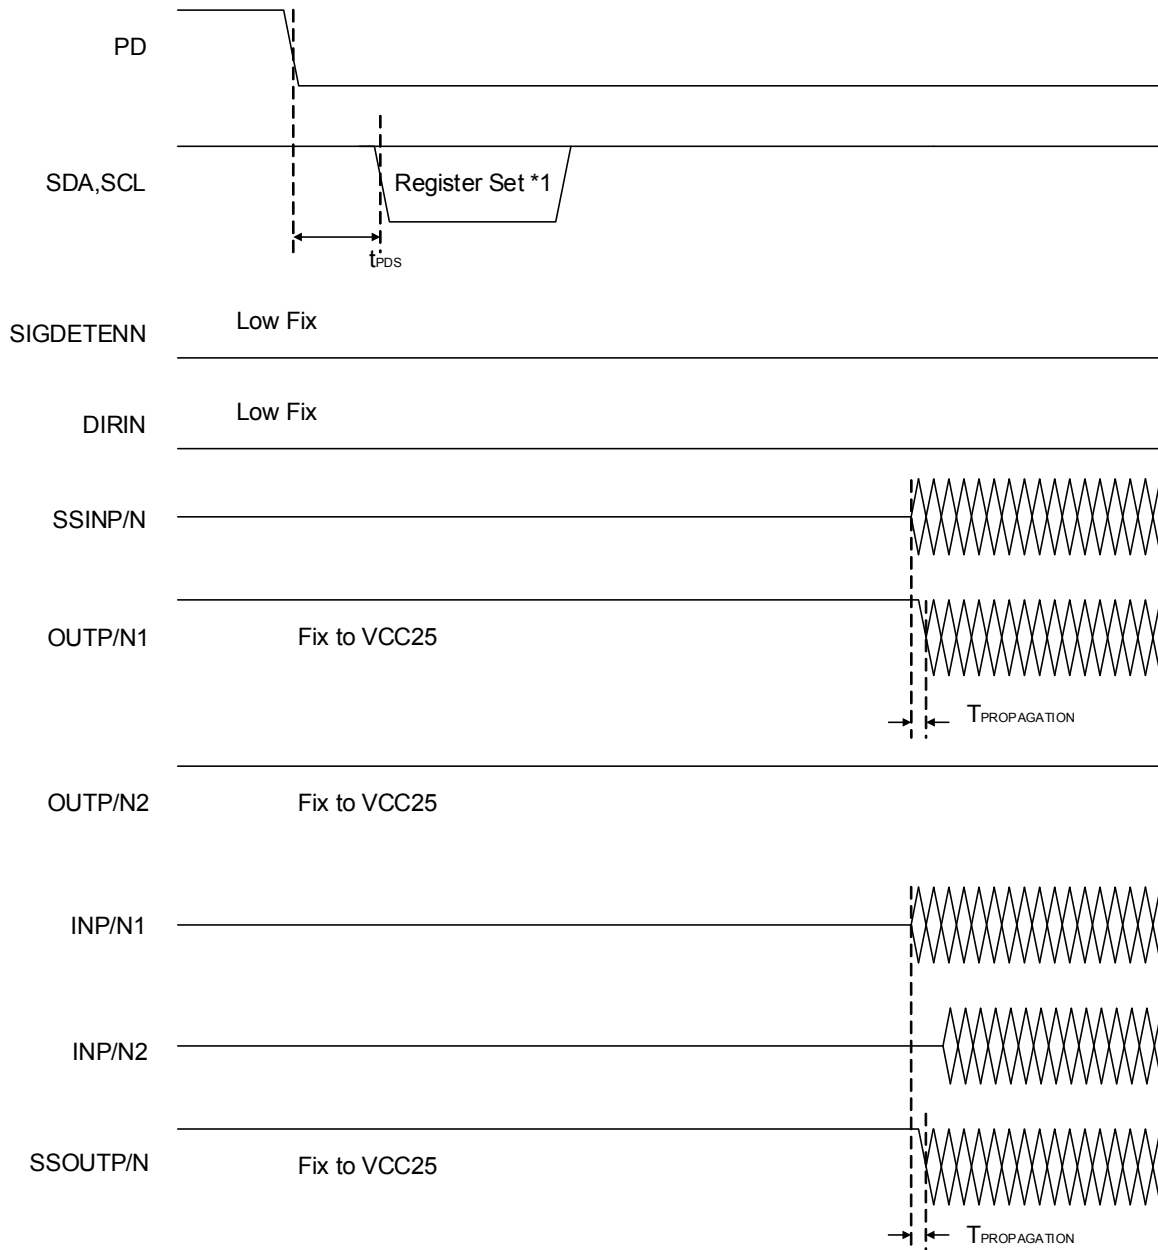 PD
SDA,SCL
Register Set *1
tPDS
SIGDETENN
Low Fix
DIRIN
Low Fix
SSINP/N
OUTP/N1
Fix to VCC25
TPROPAGATION
OUTP/N2
Fix to VCC25
INP/N1
INP/N2
SSOUTP/N
Fix to VCC25
TPROPAGATION